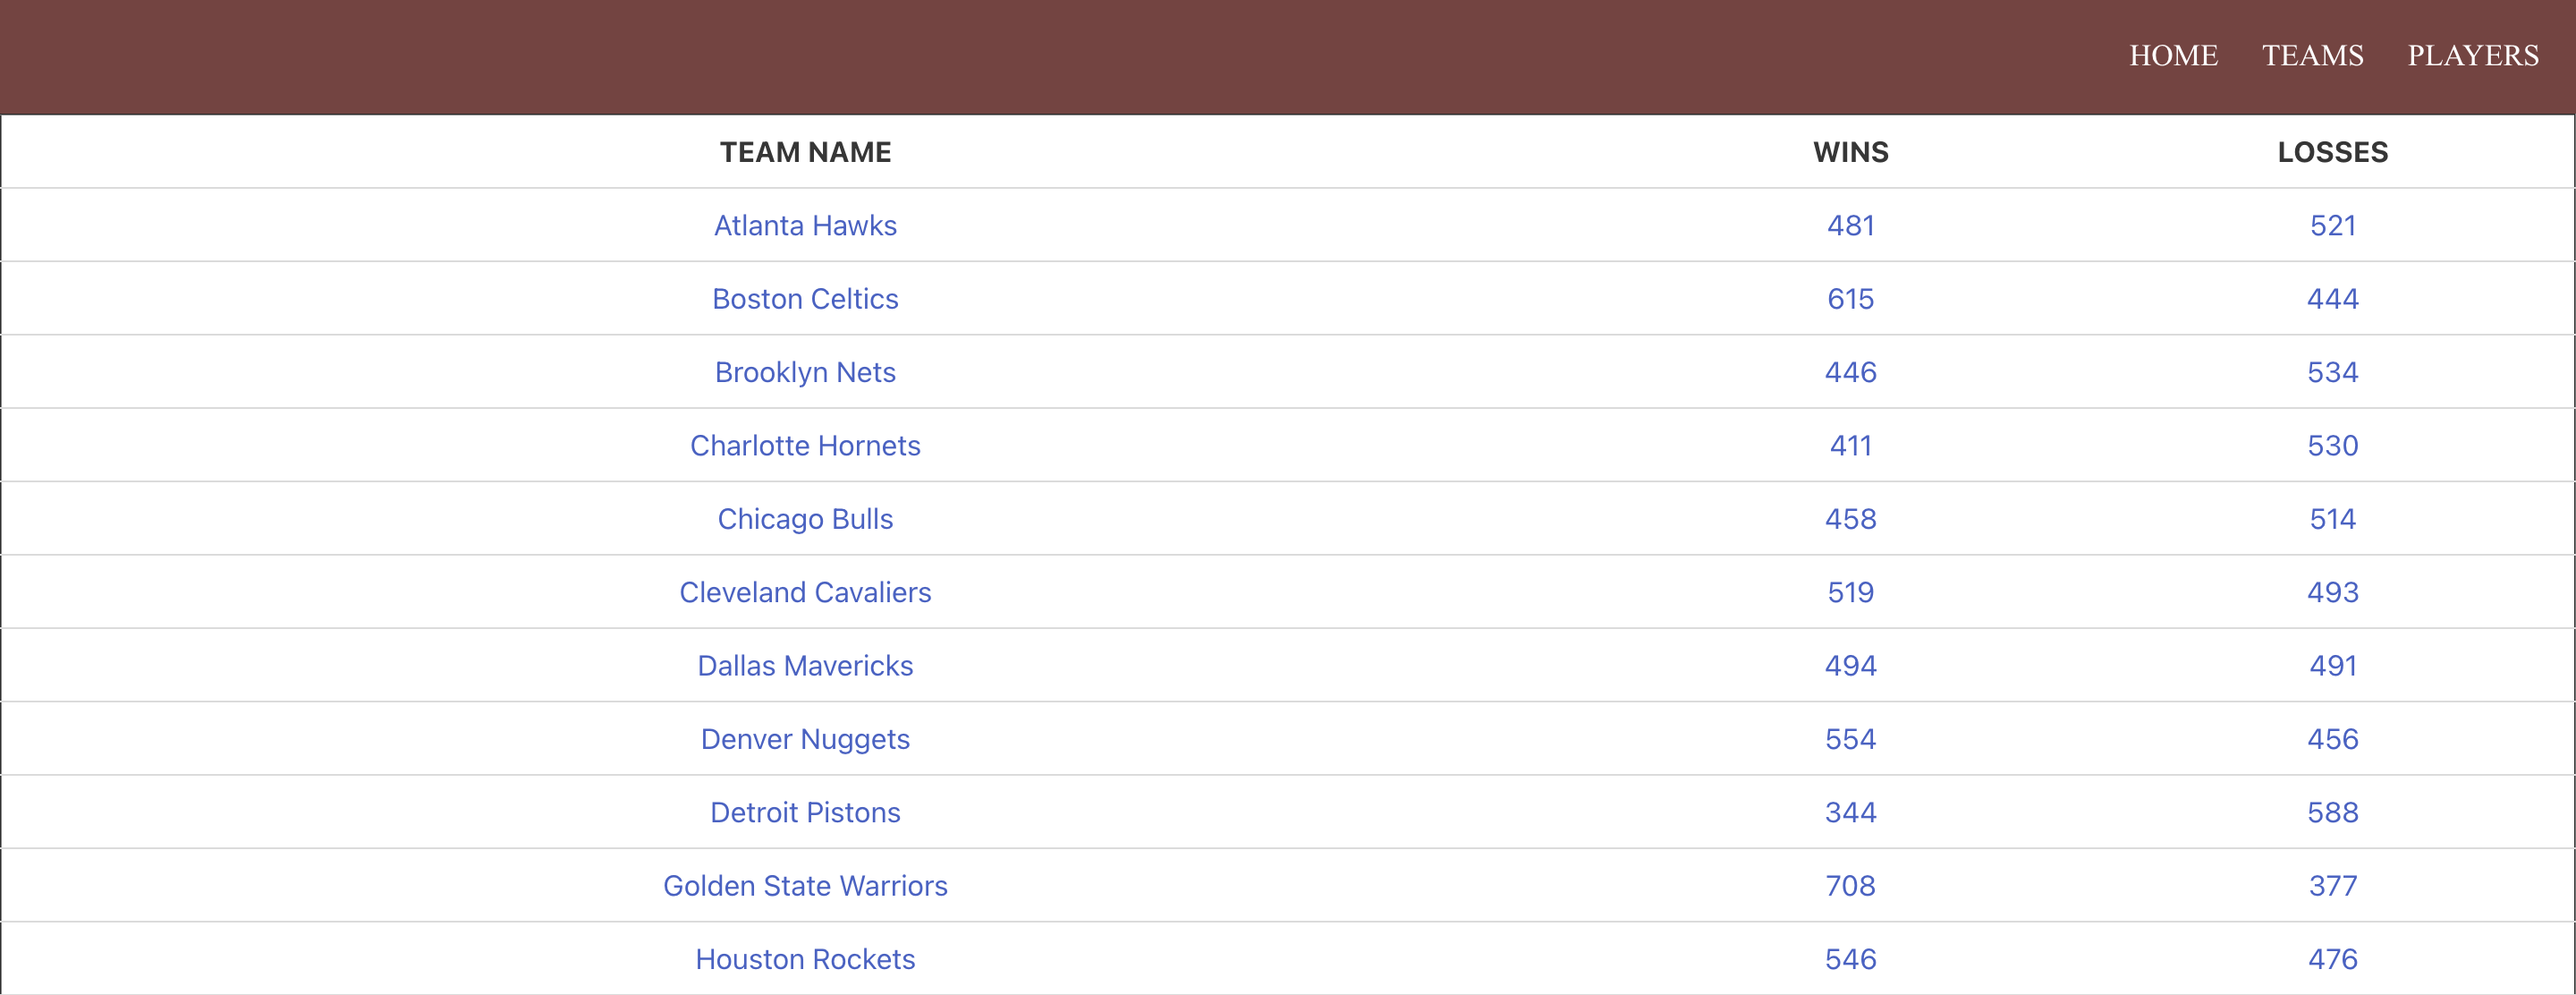 HOME TEAMS PLAYERS
TEAM NAME WINS LOSSES
Atlanta Hawks 481 521
Boston Celtics 615 444
Brooklyn Nets 446 534
Charlotte Hornets 411 530
Chicago Bulls 458 514
Cleveland Cavaliers 519 493
Dallas Mavericks 494 491
Denver Nuggets 554 456
Detroit Pistons 344 588
Golden State Warriors 708 377
Houston Rockets 546 476